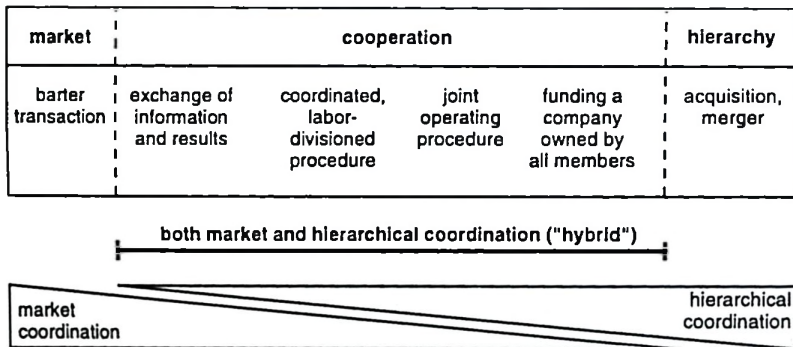 market
cooperation
hierarchy
barter
transaction
exchange of
information
and results
coordinated,
labor-
divisioned
procedure
joint
operating
procedure
funding a
company
owned by
all members
acquisition,
merger
both market and hierarchical coordination ("hybrid")
market
coordination
hierarchical
coordination